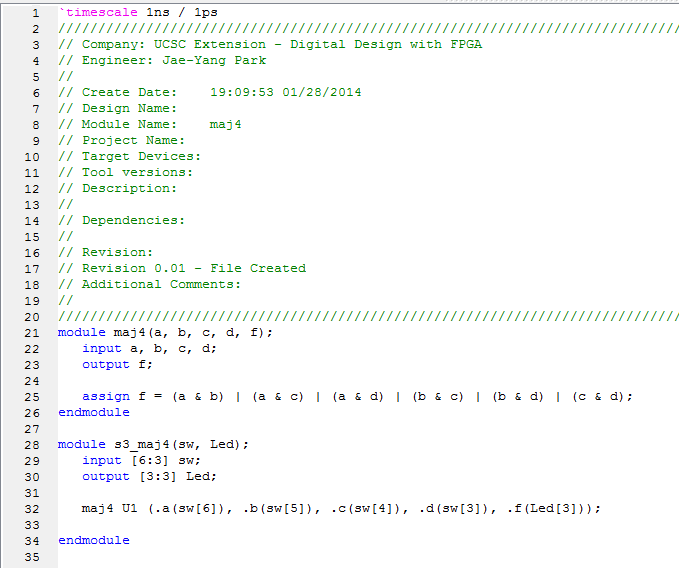 1 `timescale 1ns / 1ps
2 //////////////////////////////////////////////////////////////////////////////
3 // Company: UCSC Extension - Digital Design with FPGA
4 // Engineer: Jae-Yang Park
5 //
6 // Create Date:    19:09:53 01/28/2014
7 // Design Name:
8 // Module Name:    maj4
9 // Project Name:
10 // Target Devices:
11 // Tool versions:
12 // Description:
13 //
14 // Dependencies:
15 //
16 // Revision:
17 // Revision 0.01 - File Created
18 // Additional Comments:
19 //
20 //////////////////////////////////////////////////////////////////////////////
21 module maj4(a, b, c, d, f);
22    input a, b, c, d;
23    output f;
24
25    assign f = (a & b) | (a & c) | (a & d) | (b & c) | (b & d) | (c & d);
26 endmodule
27
28 module s3_maj4(sw, Led);
29    input [6:3] sw;
30    output [3:3] Led;
31
32    maj4 U1 (.a(sw[6]), .b(sw[5]), .c(sw[4]), .d(sw[3]), .f(Led[3]));
33
34 endmodule
35